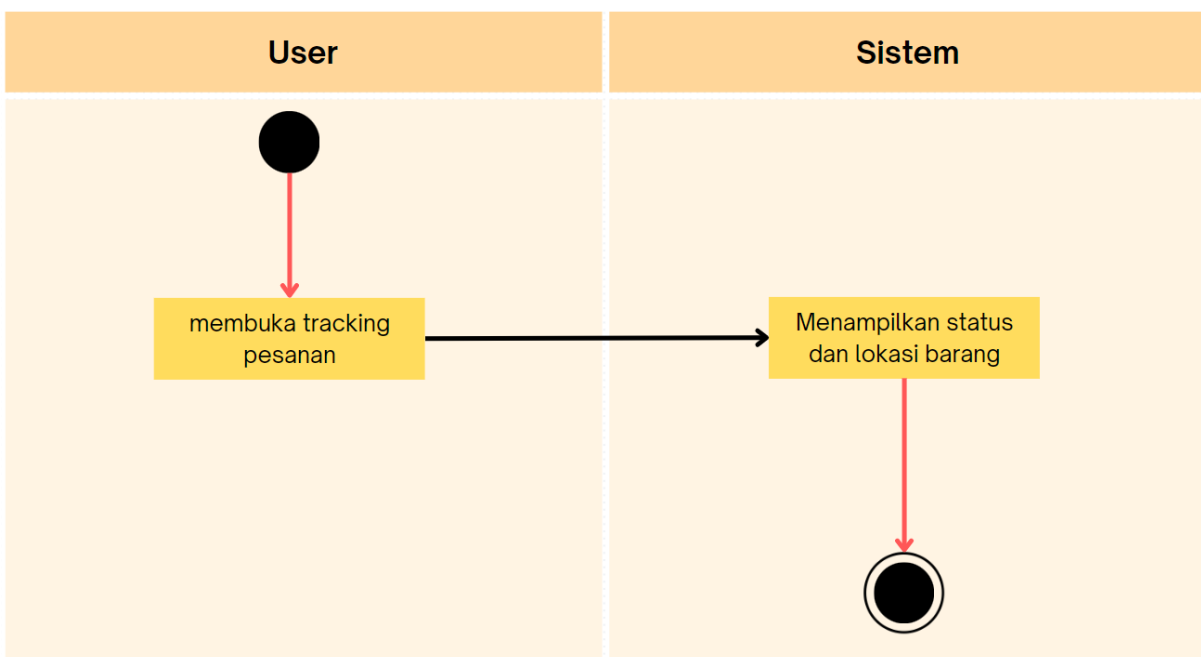 User
Sistem
membuka tracking
pesanan
Menampilkan status
dan lokasi barang